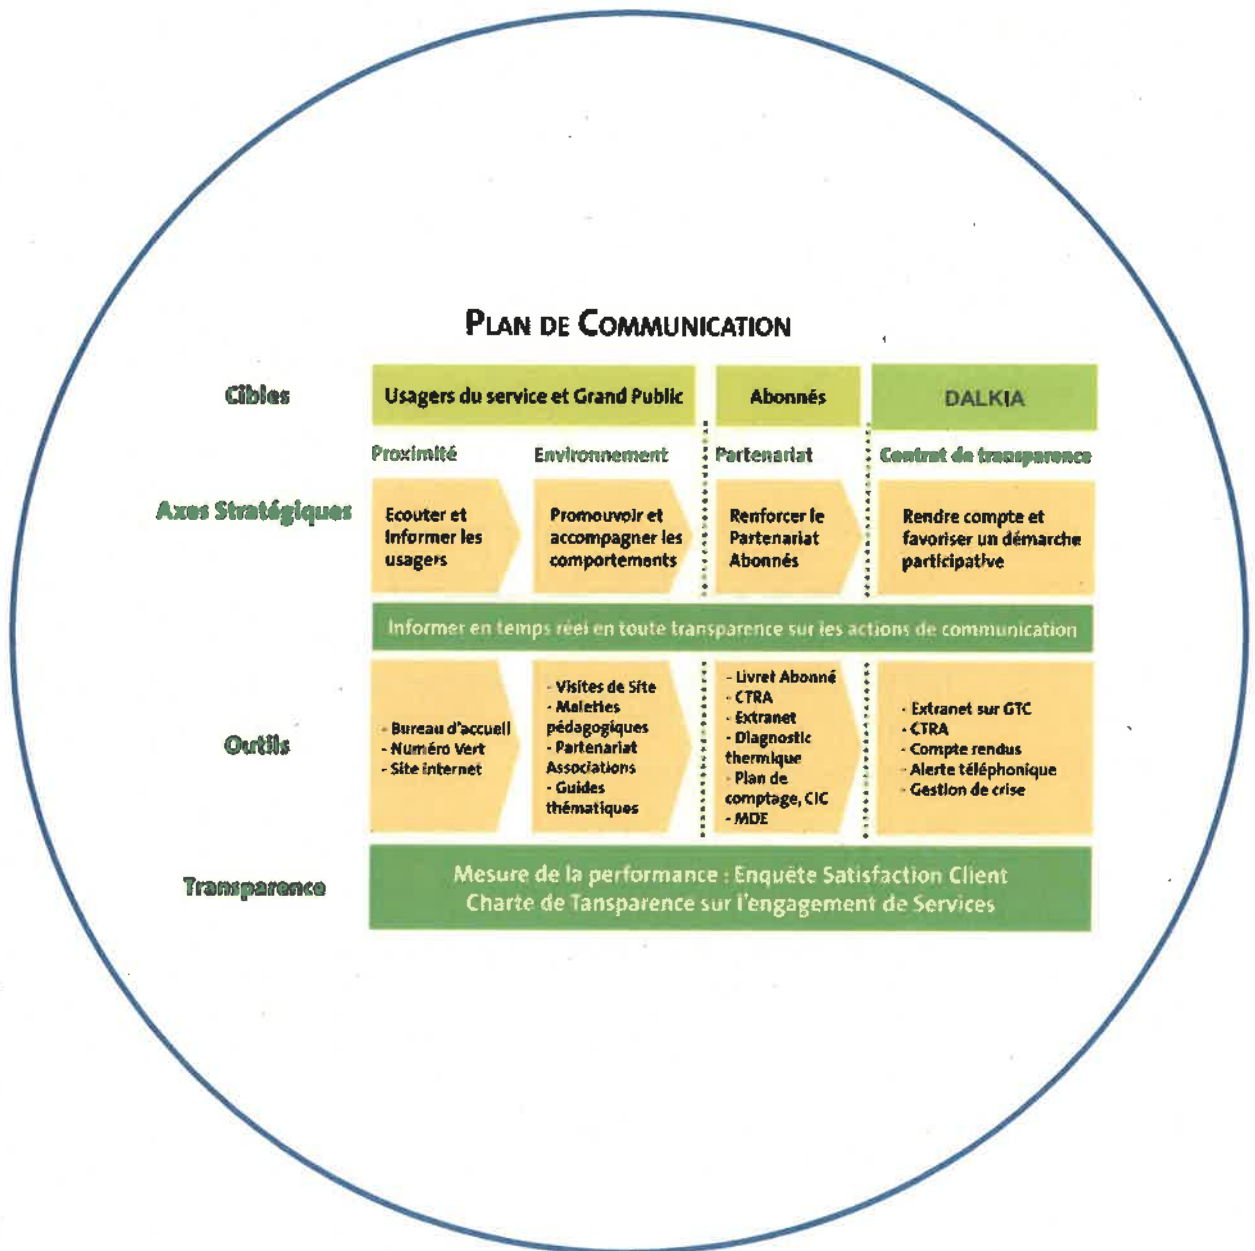 PLAN DE COMMUNICATION
Cibles
Usagers du service et Grand Public
Abonnés
DALKIA
Proximité
Environnement
Partenariat
Contrat de transparence
Axes Stratégiques
Ecouter et
Informer les
usagers
Promouvoir et
accompagner les
comportements
Renforcer le
Partenariat
Abonnés
Rendre compte et
favoriser un démarche
participative
Informer en temps réel en toute transparence sur les actions de communication
Outils
- Bureau d'accueil
- Numéro Vert
- Site internet
- Visites de Site
- Malettes
pédagogiques
- Partenariat
Associations
- Guides
thématiques
- Livret Abonné
- CTRA
- Extranet
- Diagnostic
thermique
- Plan de
comptage, CIC
- MDE
- Extranet sur GTC
- CTRA
- Compte rendus
- Alerte téléphonique
- Gestion de crise
Transparence
Mesure de la performance : Enquête Satisfaction Client
Charte de Tansparence sur l'engagement de Services